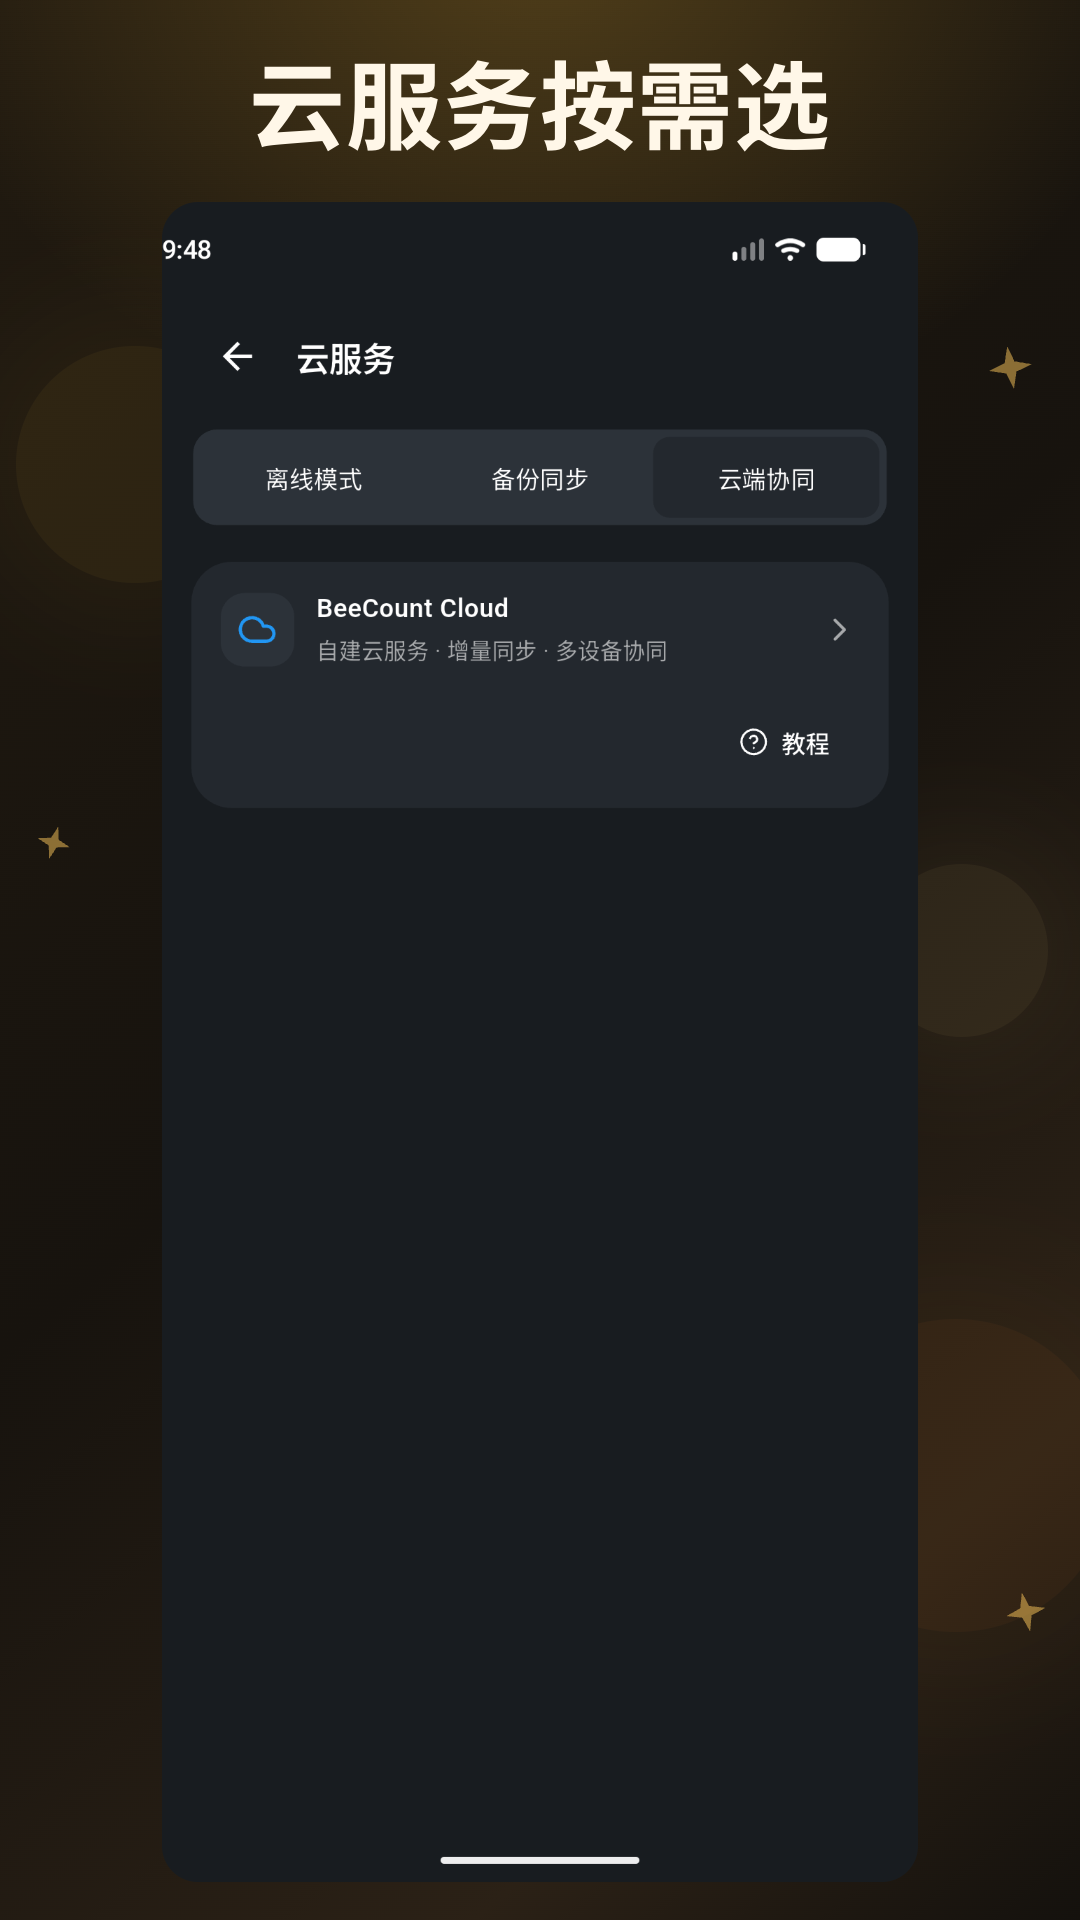 云服务按需选
9:48
云服务
离线模式 备份同步 云端协同
BeeCount Cloud
自建云服务 · 增量同步 · 多设备协同
教程